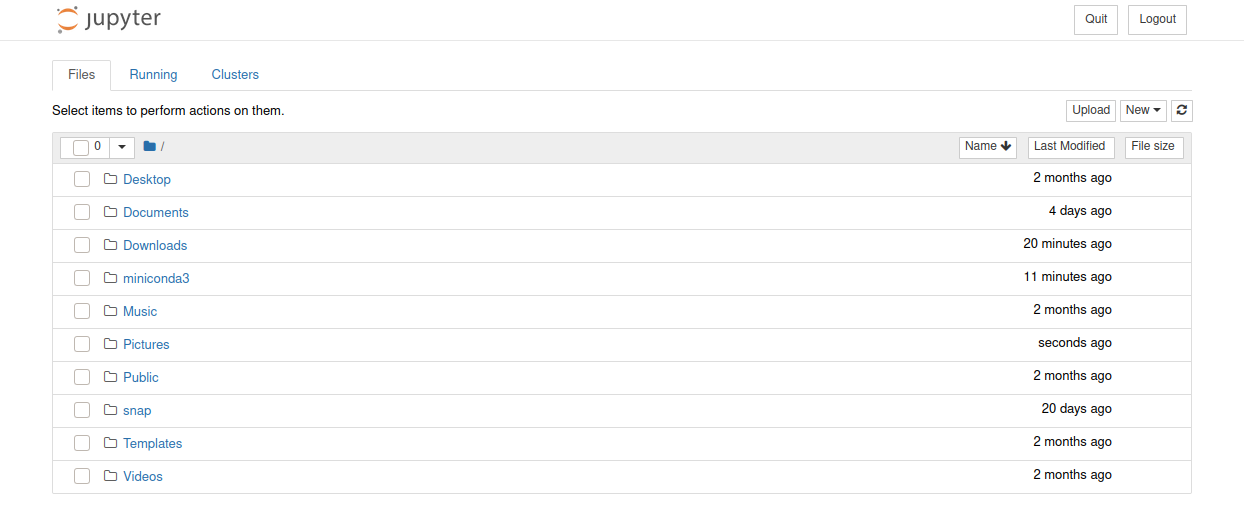 jupyter Quit Logout
Files Running Clusters
Select items to perform actions on them. Upload New
0 / Name Last Modified File size
Desktop 2 months ago
Documents 4 days ago
Downloads 20 minutes ago
miniconda3 11 minutes ago
Music 2 months ago
Pictures seconds ago
Public 2 months ago
snap 20 days ago
Templates 2 months ago
Videos 2 months ago